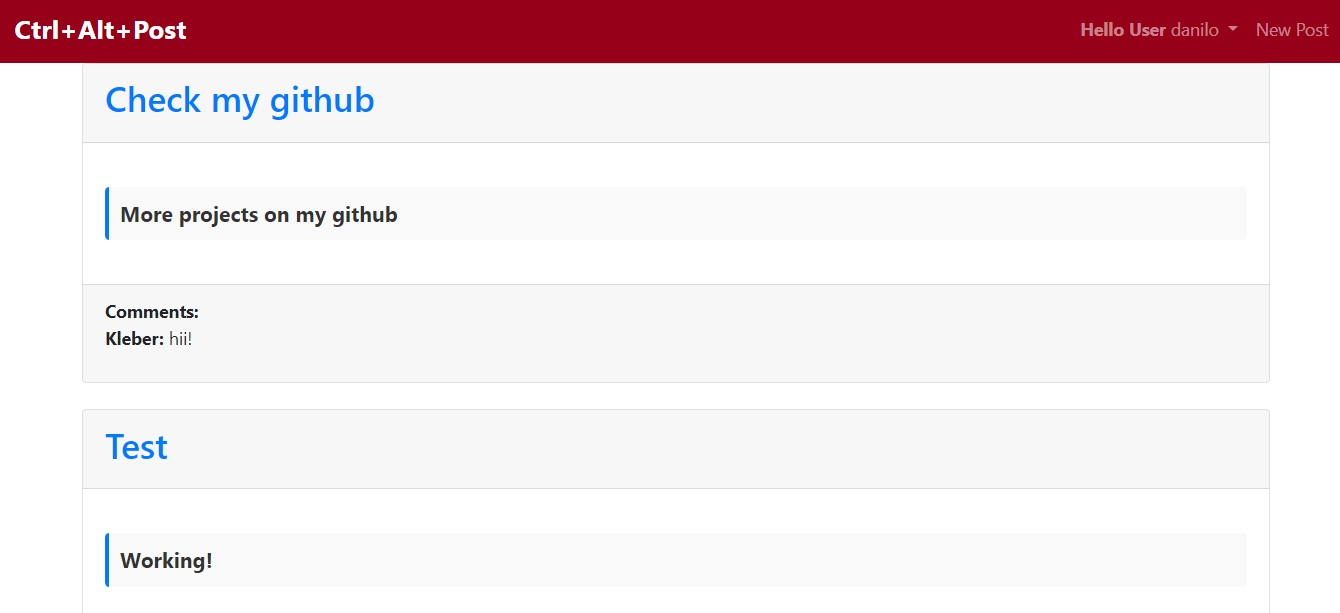 Ctrl+Alt+Post
Hello User danilo
New Post
Check my github
More projects on my github
Comments:
Kleber: hii!
Test
Working!